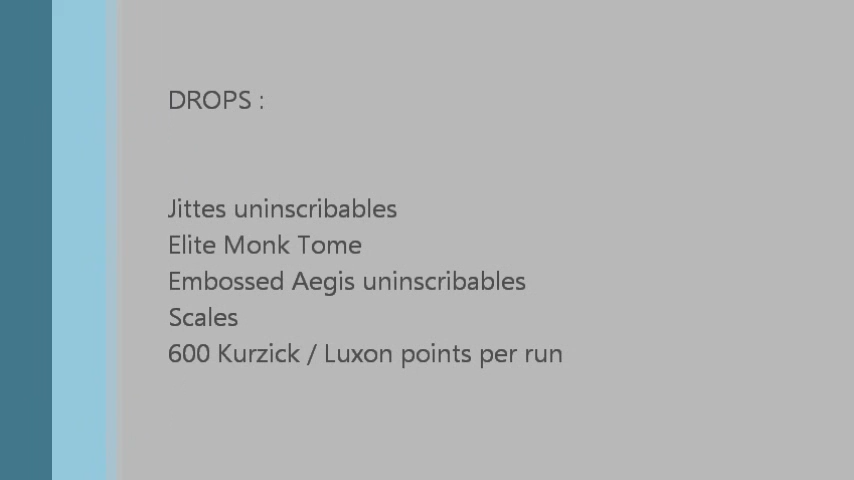 DROPS :
Jittes uninscribables
Elite Monk Tome
Embossed Aegis uninscribables
Scales
600 Kurzick / Luxon points per run